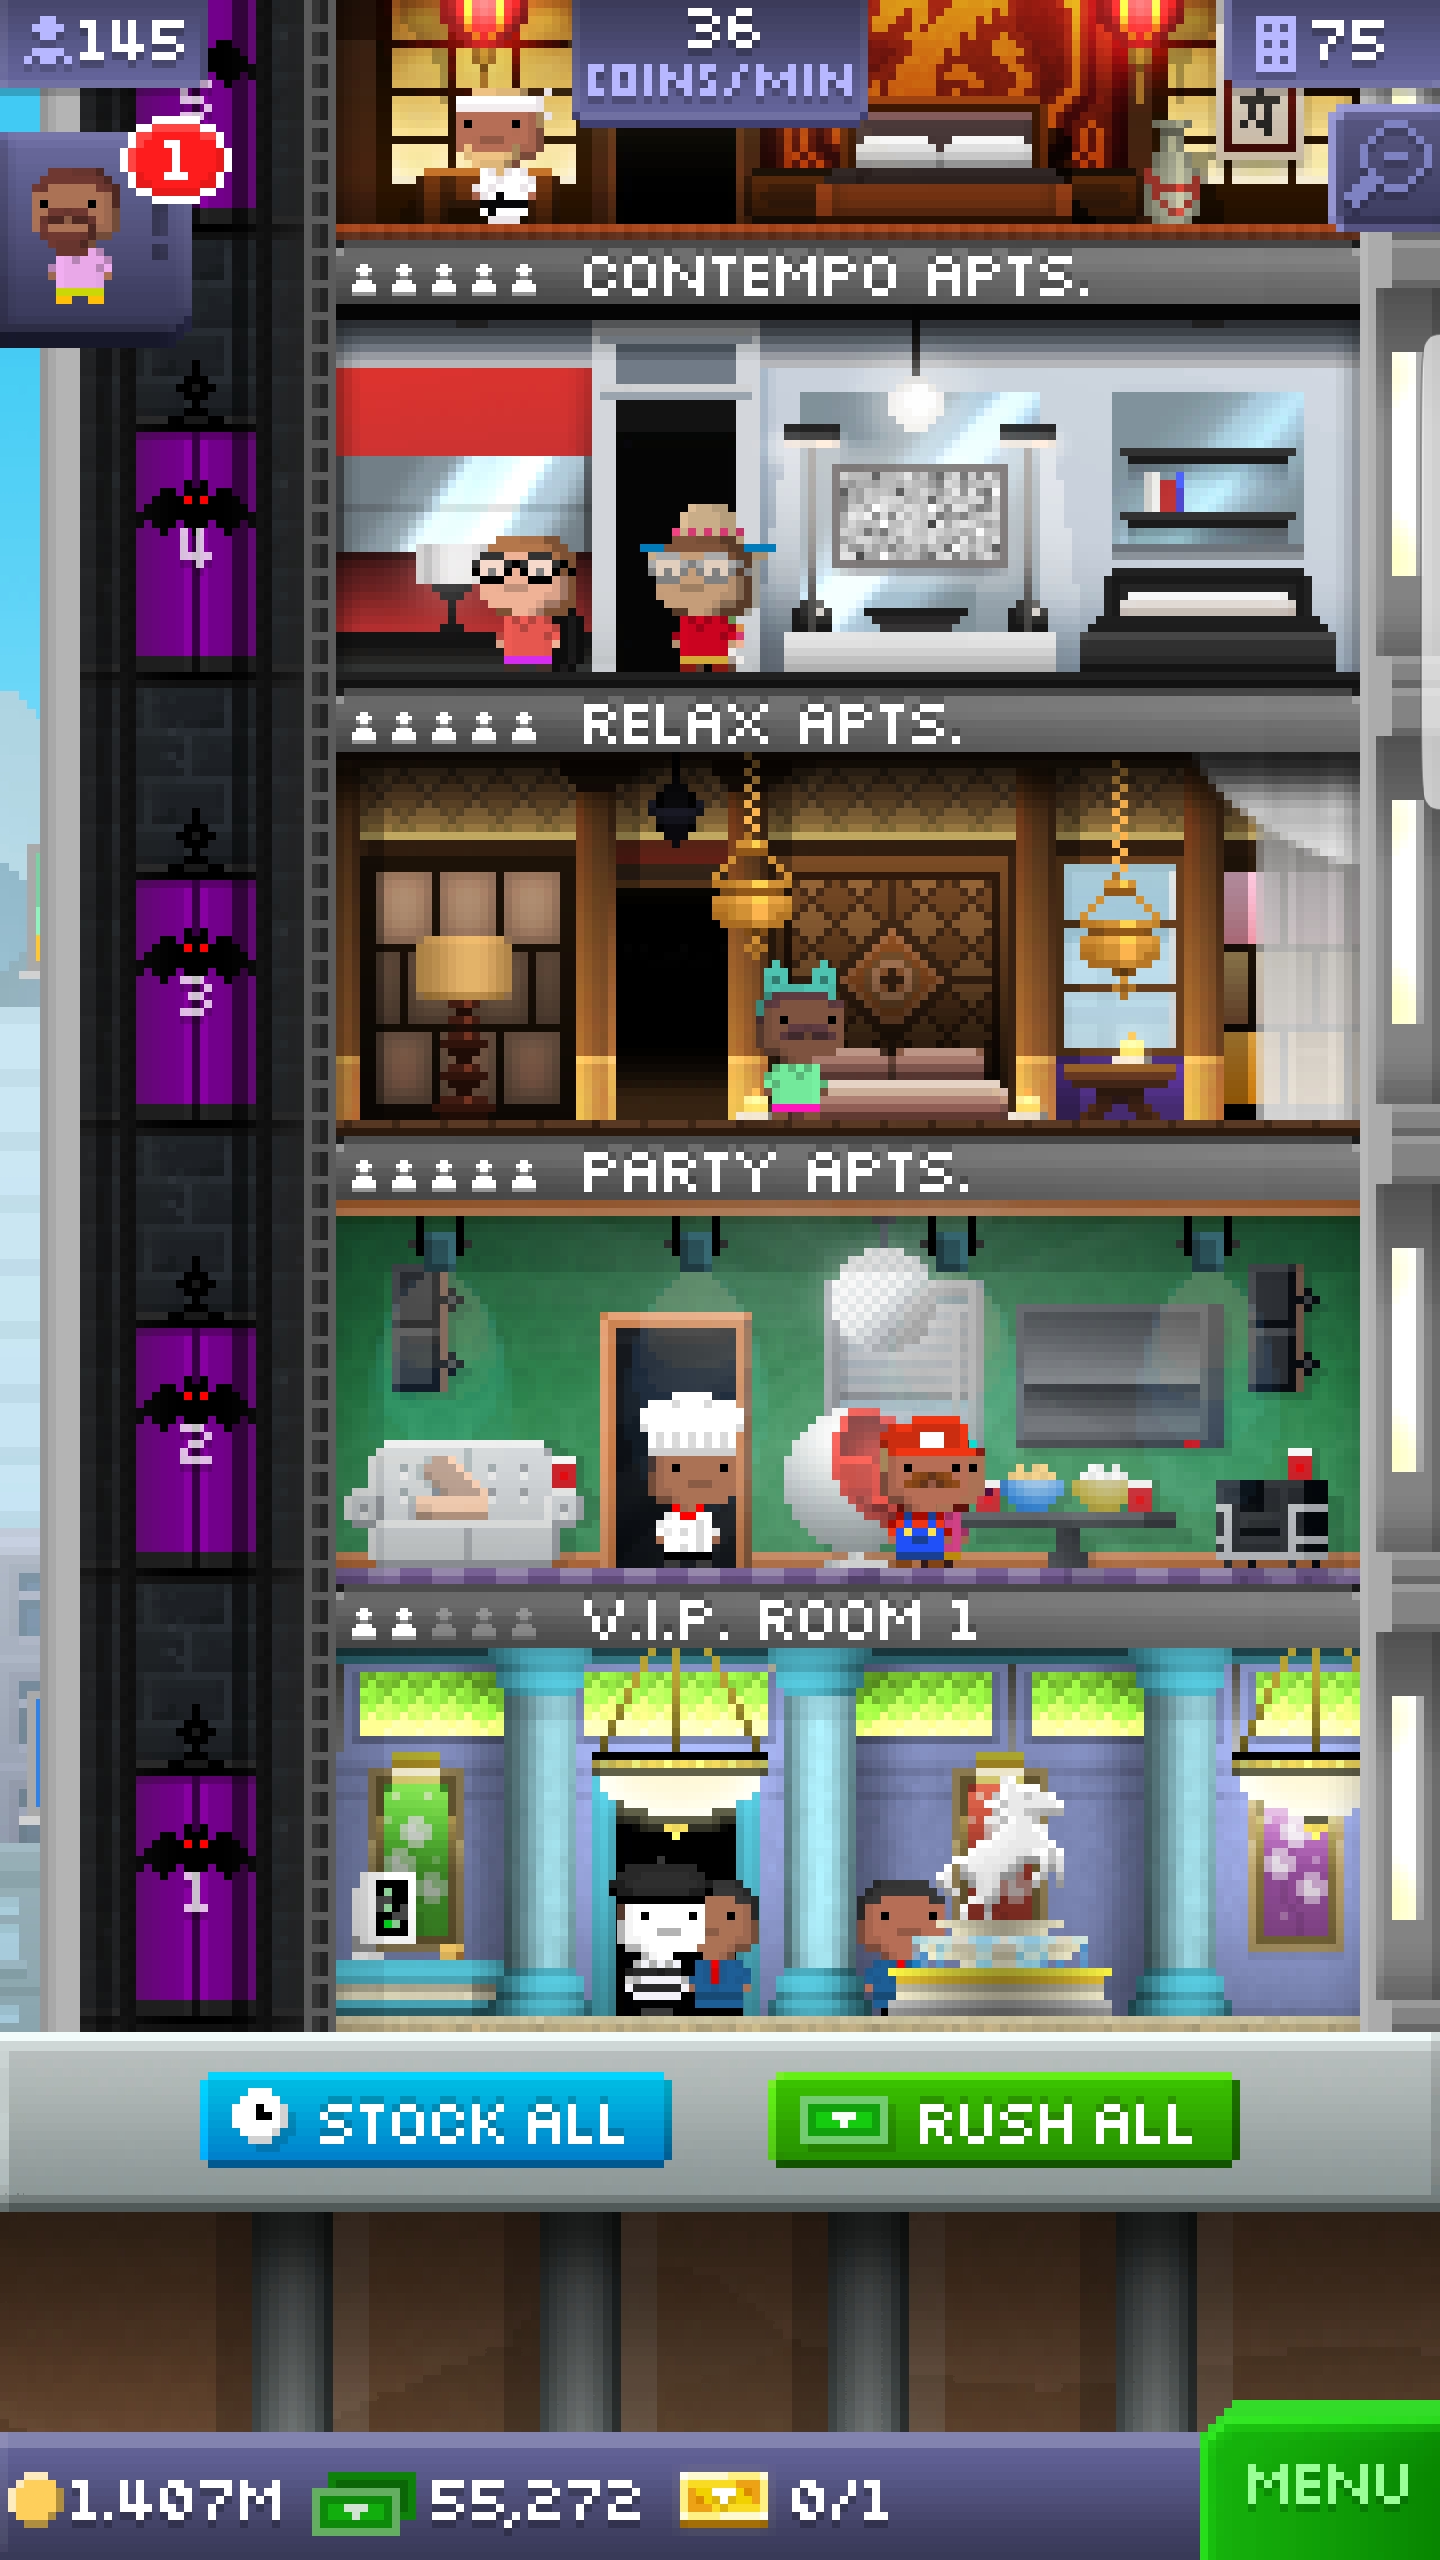 145
36
COINS/MIN
75
1
5
CONTEMPO APTS.
4
RELAX APTS.
3
PARTY APTS.
2
V.I.P. ROOM 1
1
STOCK ALL
RUSH ALL
1.407M
55,272
0/1
MENU